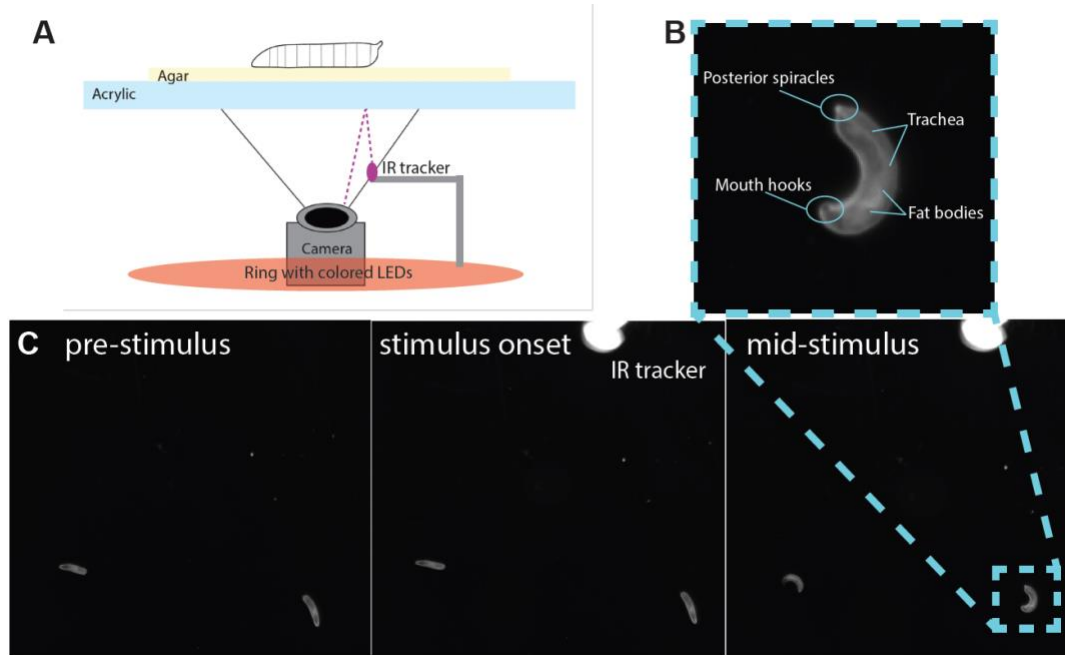 A
Agar
Acrylic
IR tracker
Camera
Ring with colored LEDs
B
Posterior spiracles
Trachea
Mouth hooks
Fat bodies
C
pre-stimulus
stimulus onset
IR tracker
mid-stimulus